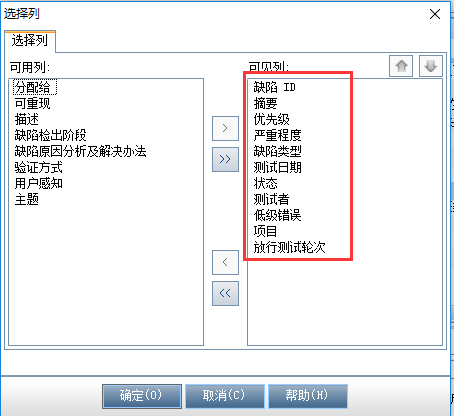 选择列
选择列
可用列:
可见列:
分配给
可重现
描述
缺陷检出阶段
缺陷原因分析及解决办法
验证方式
用户感知
主题
>
>>
<
<<
缺陷 ID
摘要
优先级
严重程度
缺陷类型
测试日期
状态
测试者
低级错误
项目
放行测试轮次
确定(O)
取消(C)
帮助(H)